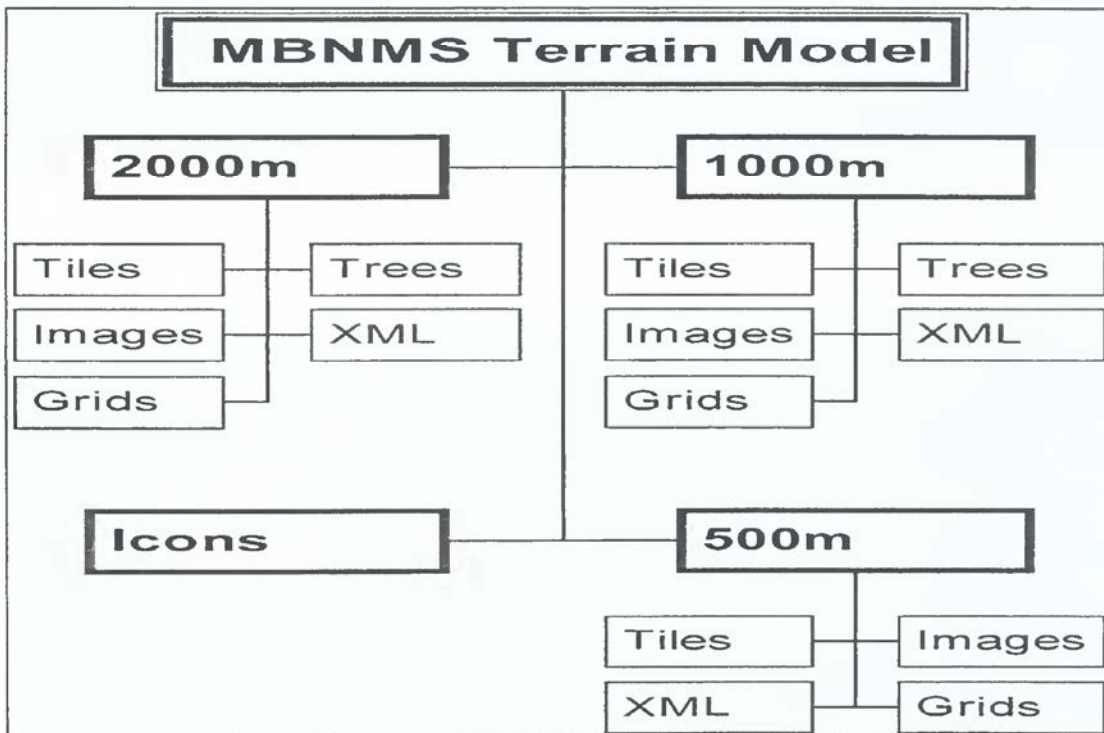 MBNMS Terrain Model
2000m
1000m
Tiles
Trees
Images
XML
Grids
Tiles
Trees
Images
XML
Grids
Icons
500m
Tiles
Images
XML
Grids